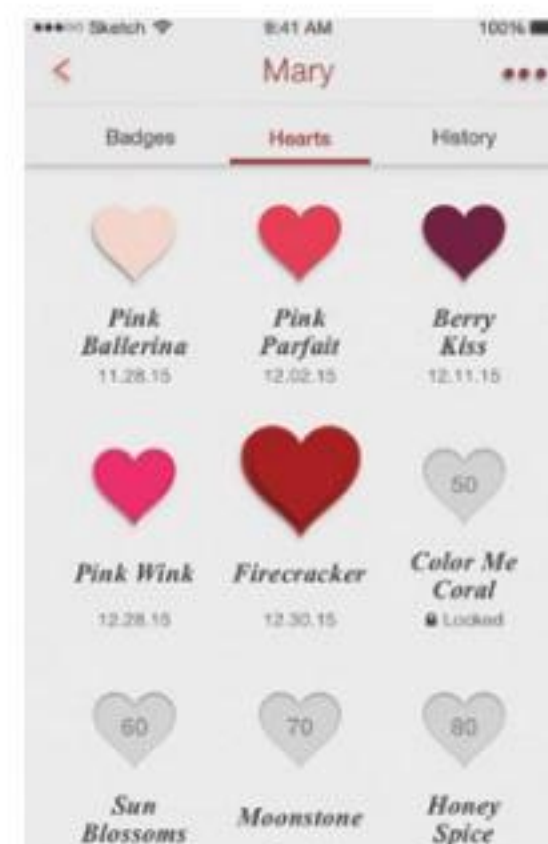 Sketch 9:41 AM 100%
Mary
Badges Hearts History
Pink Pink Berry
Ballerina Parfait Kiss
11.28.15 12.02.15 12.11.15
50
Pink Wink Firecracker Color Me
Coral
12.28.15 12.30.15 Locked
60 70 80
Sun Moonstone Honey
Blossoms Spice